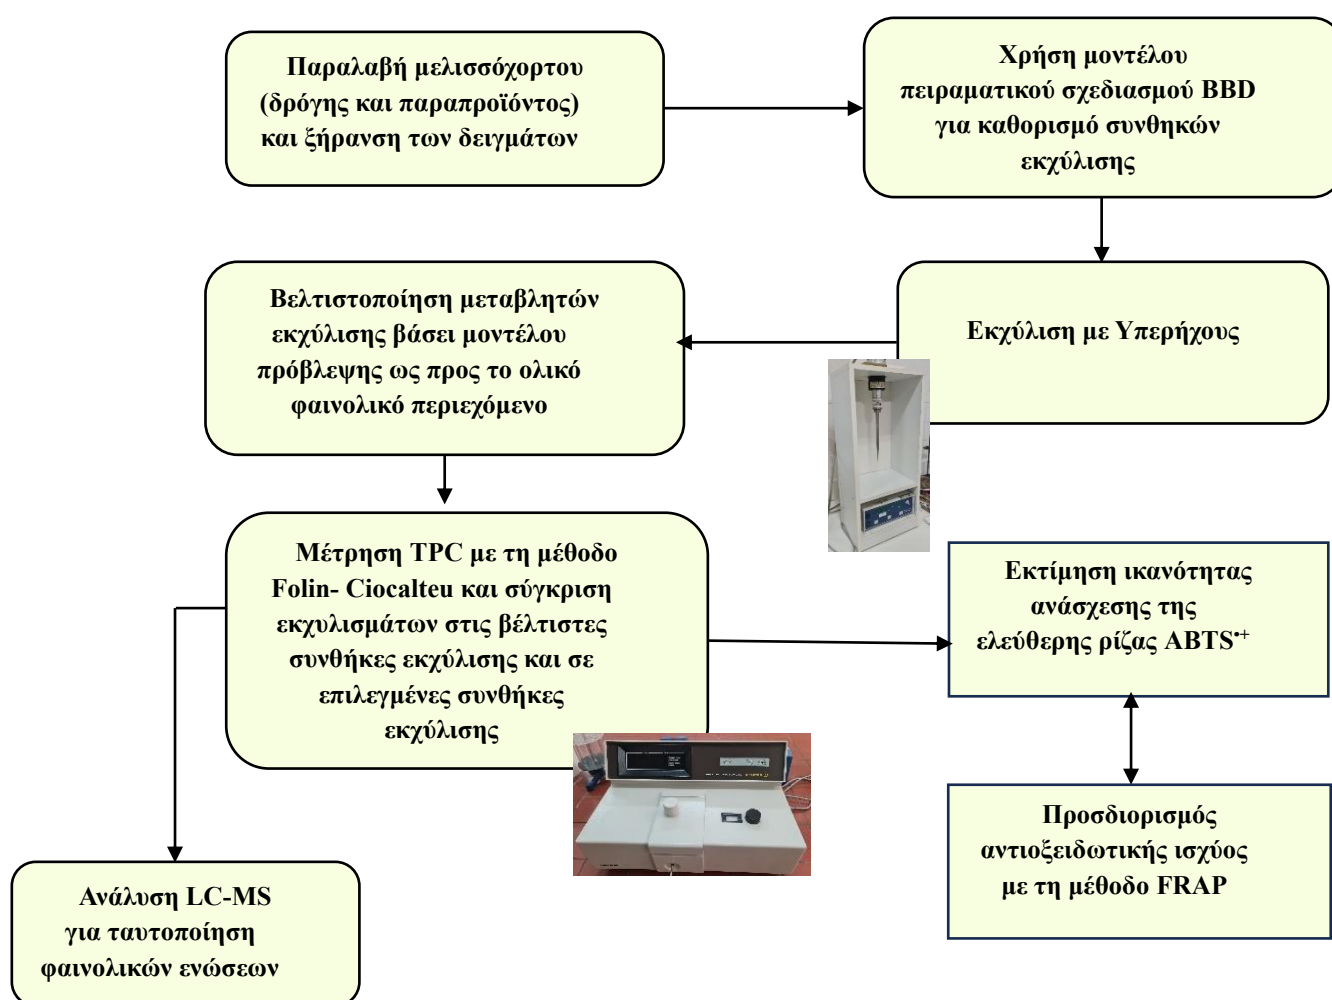 Παραλαβή μελισσόχορτου
(δρόγης και παραπροϊόντος)
και ξήρανση των δειγμάτων
Χρήση μοντέλου
πειραματικού σχεδιασμού BBD
για καθορισμό συνθηκών
εκχύλισης
Εκχύλιση με Υπερήχους
Βελτιστοποίηση μεταβλητών
εκχύλισης βάσει μοντέλου
πρόβλεψης ως προς το ολικό
φαινολικό περιεχόμενο
Μέτρηση TPC με τη μέθοδο
Folin- Ciocalteu και σύγκριση
εκχυλισμάτων στις βέλτιστες
συνθήκες εκχύλισης και σε
επιλεγμένες συνθήκες
εκχύλισης
Εκτίμηση ικανότητας
ανάσχεσης της
ελεύθερης ρίζας ABTS•+
Προσδιορισμός
αντιοξειδωτικής ισχύος
με τη μέθοδο FRAP
Ανάλυση LC-MS
για ταυτοποίηση
φαινολικών ενώσεων